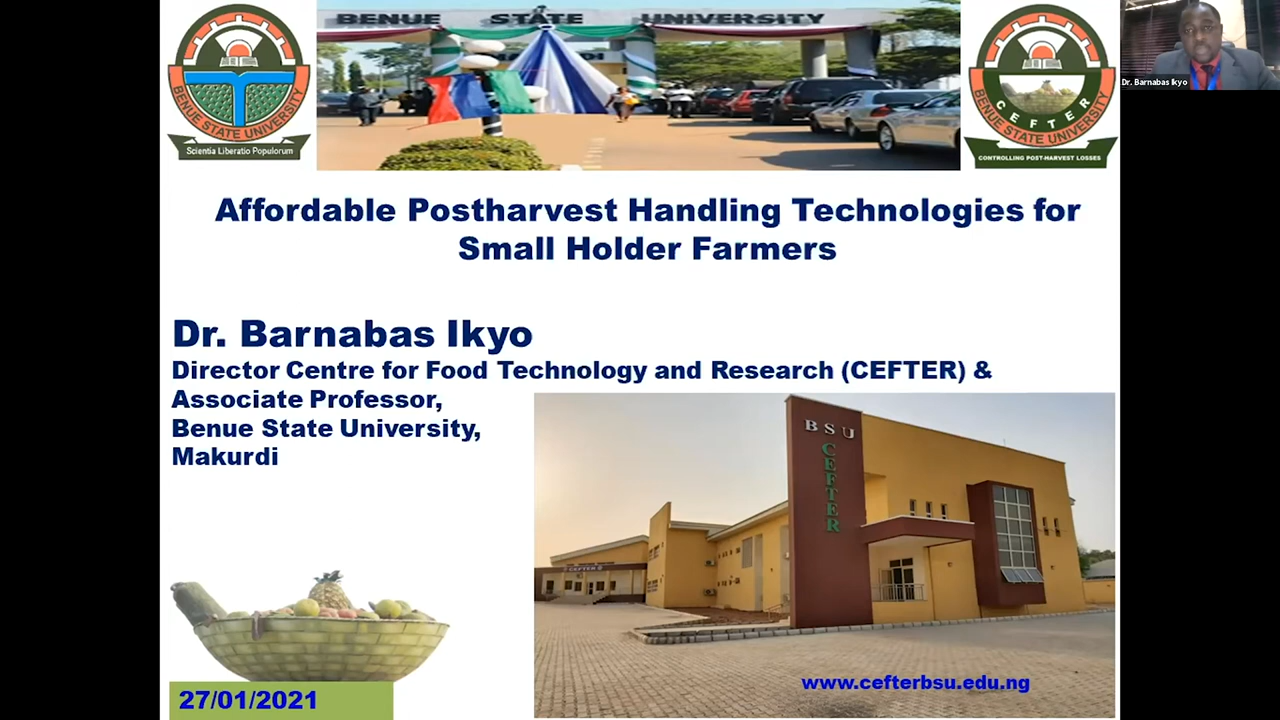 BENUE STATE UNIVERSITY
BENUE STATE UNIVERSITY
Scientia Liberatio Populorum
CEFTER
BENUE STATE UNIVERSITY
CONTROLLING POST-HARVEST LOSSES
Dr. Barnabas Ikyo
Affordable Postharvest Handling Technologies for
Small Holder Farmers
Dr. Barnabas Ikyo
Director Centre for Food Technology and Research (CEFTER) &
Associate Professor,
Benue State University,
Makurdi
BSU
CEFTER
CEFTER
www.cefterbsu.edu.ng
27/01/2021